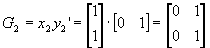 G₂ = x₂y₂' = [1 1] · [0 1] = [0 1 0 1]